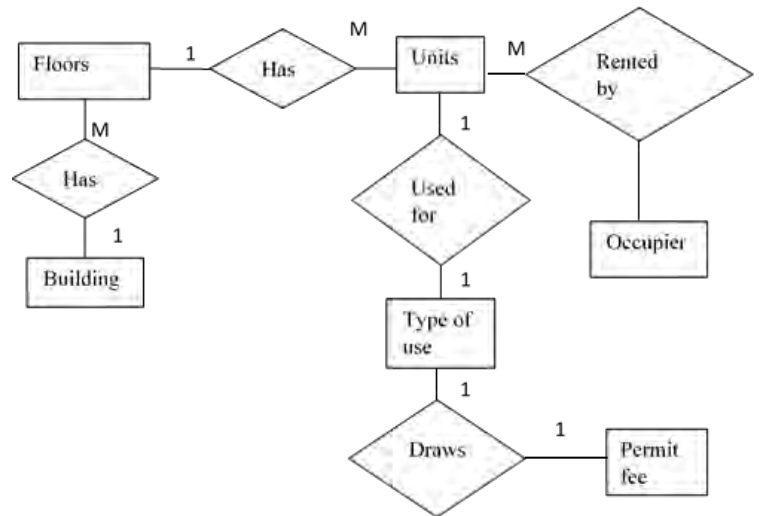 1
M
M
Floors
Has
Units
Rented
by
M
1
Has
Used
for
1
Building
Occupier
1
Type of
use
1
1
Draws
Permit
fee